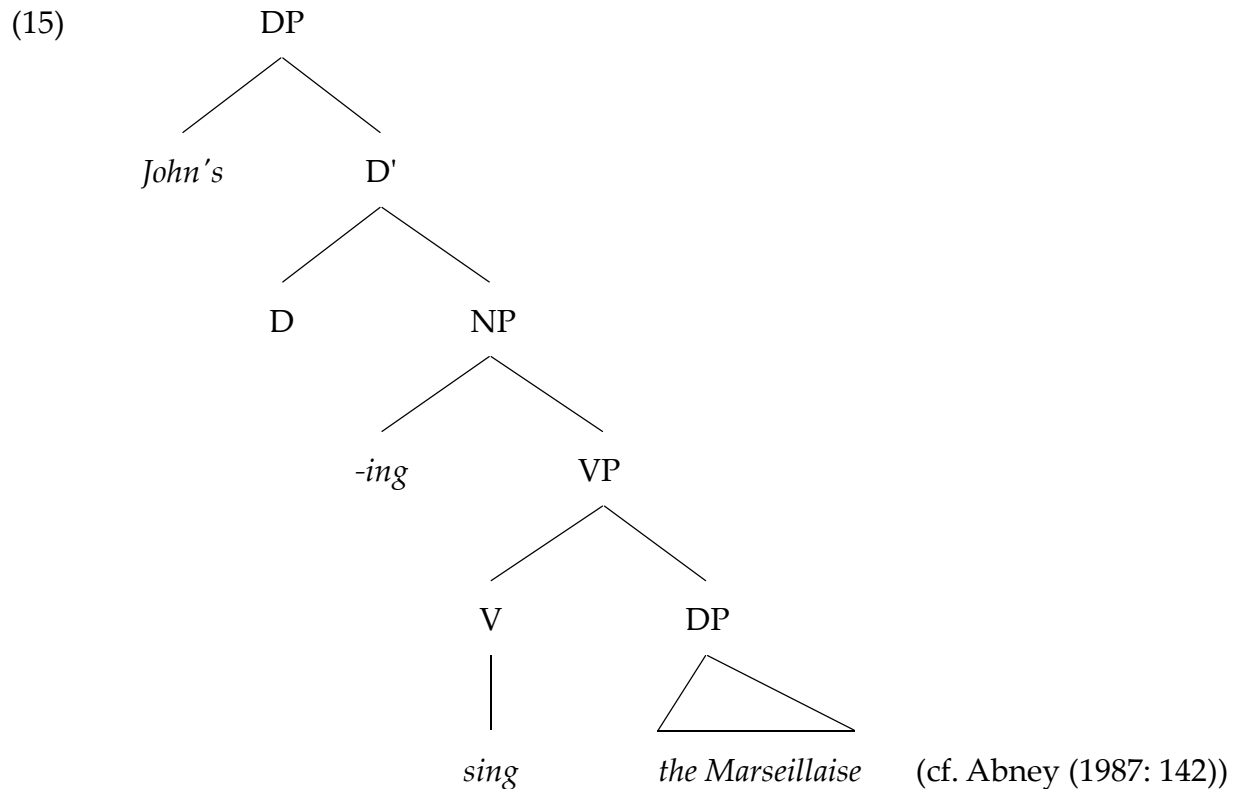 (15) DP
John's D'
D NP
-ing VP
V DP
sing the Marseillaise (cf. Abney (1987: 142))